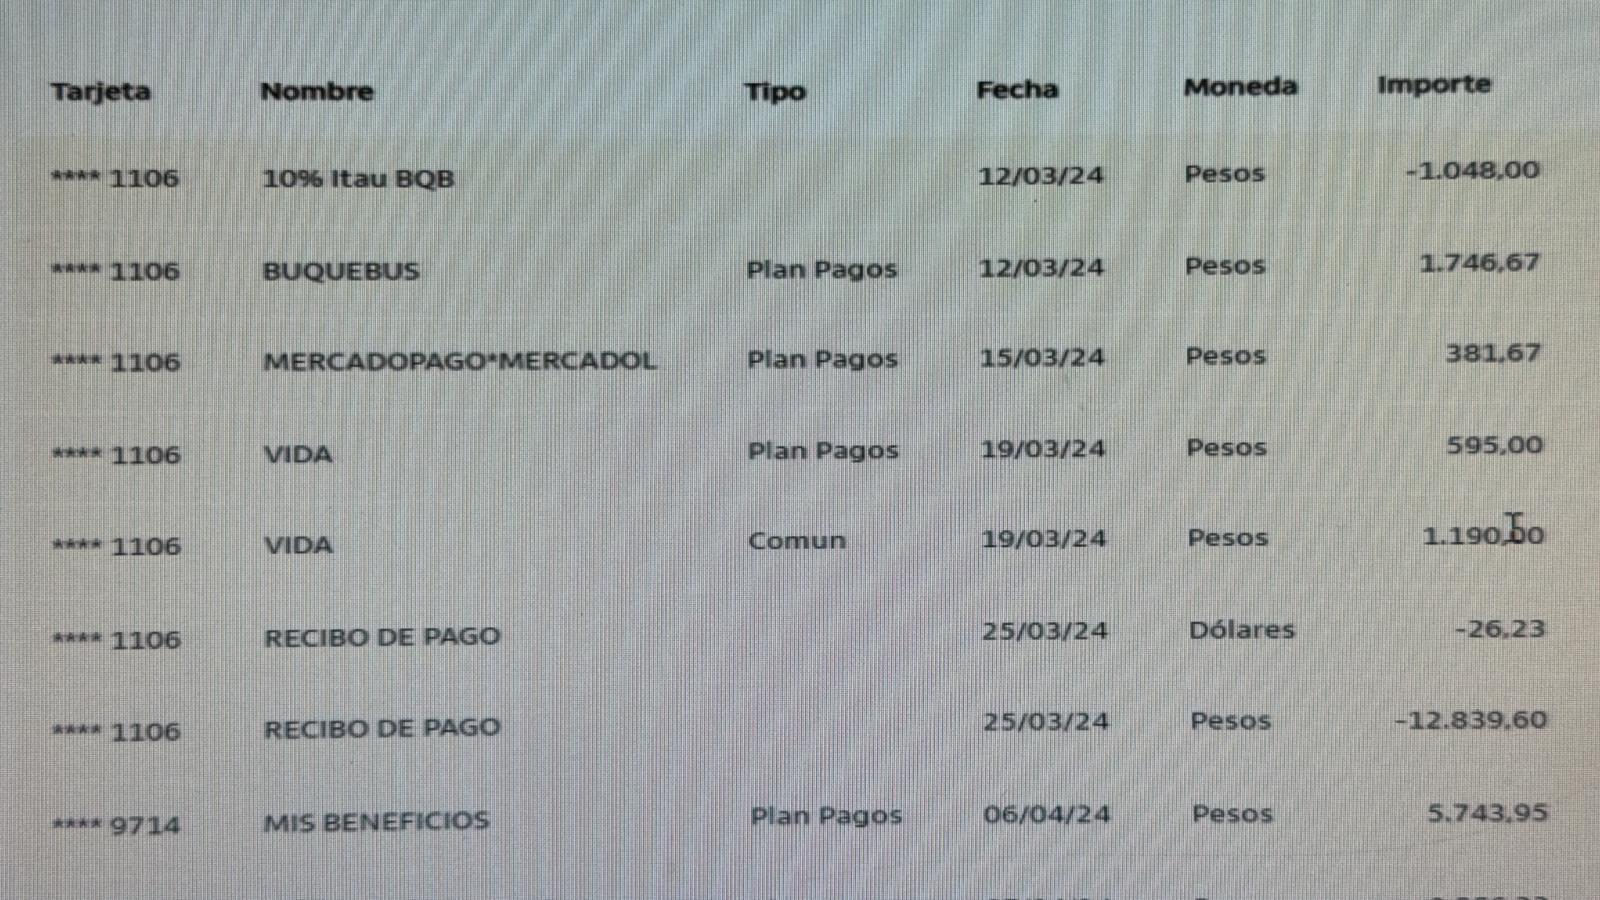 Tarjeta Nombre Tipo Fecha Moneda Importe
**** 1106 10% Itau BQB 12/03/24 Pesos -1.048,00
**** 1106 BUQUEBUS Plan Pagos 12/03/24 Pesos 1.746,67
**** 1106 MERCADOPAGO*MERCADOL Plan Pagos 15/03/24 Pesos 381,67
**** 1106 VIDA Plan Pagos 19/03/24 Pesos 595,00
**** 1106 VIDA Comun 19/03/24 Pesos 1.190,00
**** 1106 RECIBO DE PAGO 25/03/24 Dólares -26,23
**** 1106 RECIBO DE PAGO 25/03/24 Pesos -12.839,60
**** 9714 MIS BENEFICIOS Plan Pagos 06/04/24 Pesos 5.743,95